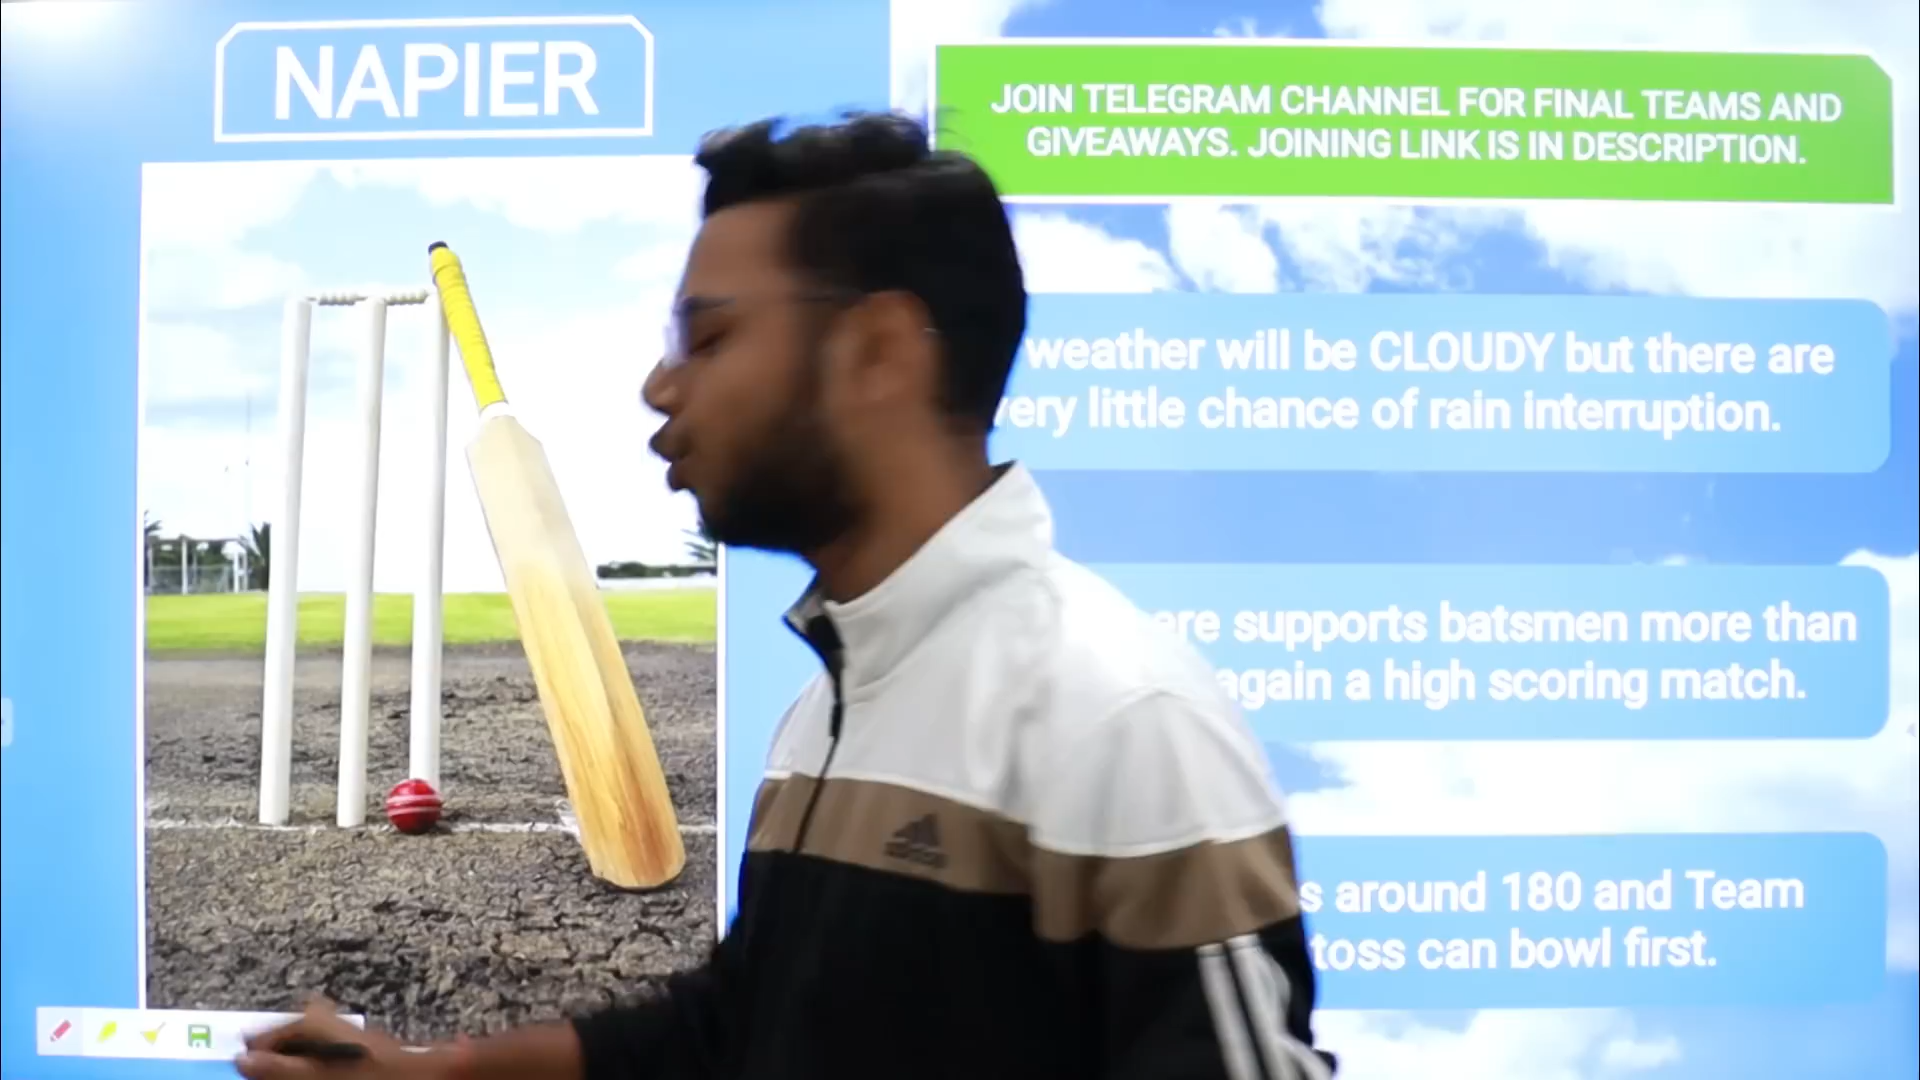 NAPIER
JOIN TELEGRAM CHANNEL FOR FINAL TEAMS AND
GIVEAWAYS. JOINING LINK IS IN DESCRIPTION.
weather will be CLOUDY but there are
very little chance of rain interruption.
supports batsmen more than
again a high scoring match.
around 180 and Team
toss can bowl first.